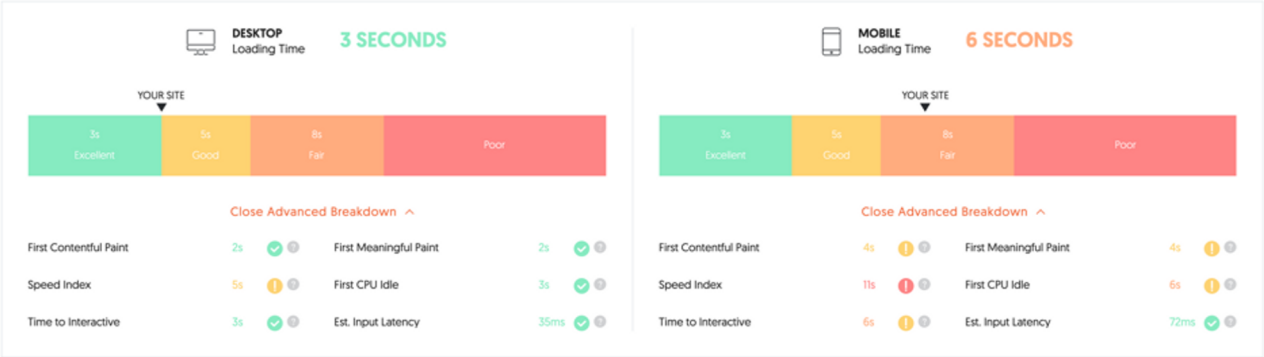 DESKTOP
Loading Time
3 SECONDS
YOUR SITE
3s
Excellent
5s
Good
8s
Fair
Poor
Close Advanced Breakdown
First Contentful Paint 2s ?
First Meaningful Paint 2s ?
Speed Index 5s ! ?
First CPU Idle 3s ?
Time to Interactive 3s ?
Est. Input Latency 35ms ?
MOBILE
Loading Time
6 SECONDS
YOUR SITE
3s
Excellent
5s
Good
8s
Fair
Poor
Close Advanced Breakdown
First Contentful Paint 4s ! ?
First Meaningful Paint 4s ! ?
Speed Index 11s ! ?
First CPU Idle 6s ! ?
Time to Interactive 6s ! ?
Est. Input Latency 72ms ?